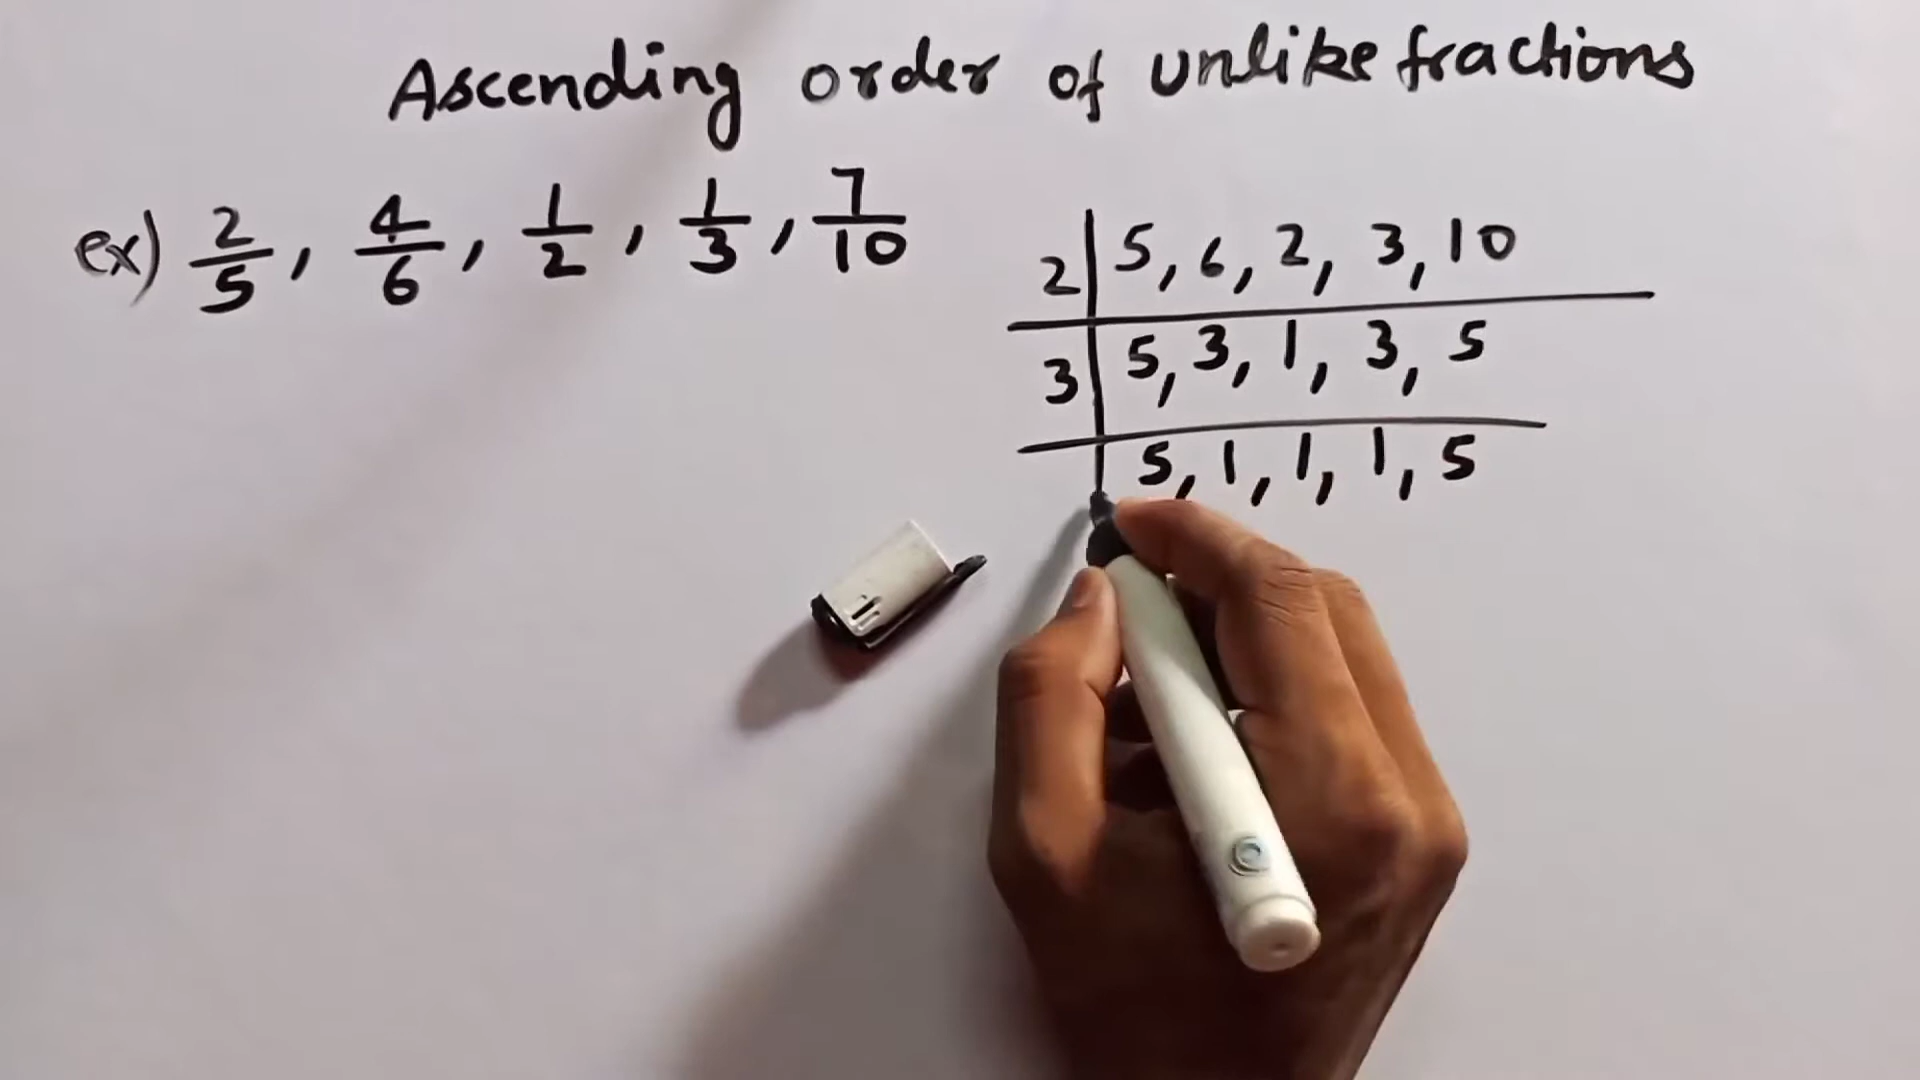 Ascending order of unlike fractions
ex) 2/5, 4/6, 1/2, 1/3, 7/10
2 | 5, 6, 2, 3, 10
3 | 5, 3, 1, 3, 5
5, 1, 1, 1, 5